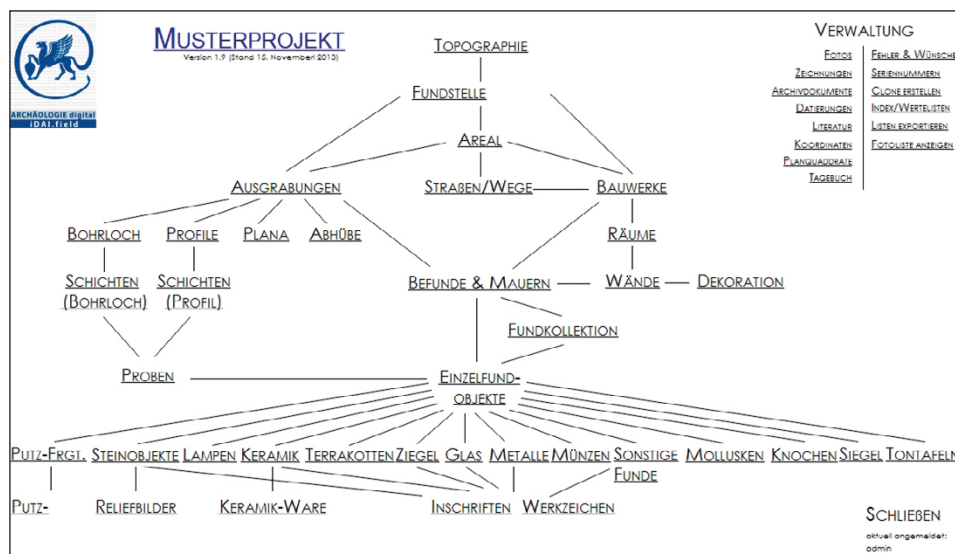 ARCHÄOLOGIE digital
iDAI.field
MUSTERPROJEKT
Version 1.9 (Stand 15. Novemberl 2013)
TOPOGRAPHIE
FUNDSTELLE
AREAL
AUSGRABUNGEN
STRAßEN/WEGE
BAUWERKE
BOHRLOCH
PROFILE
PLANA
ABHÜBE
RÄUME
SCHICHTEN
(BOHRLOCH)
SCHICHTEN
(PROFIL)
BEFUNDE & MAUERN
WÄNDE
DEKORATION
FUNDKOLLEKTION
PROBEN
EINZELFUND-
OBJEKTE
PUTZ-FRGT.
STEINOBJEKTE
LAMPEN
KERAMIK
TERRAKOTTEN
ZIEGEL
GLAS
METALLE
MÜNZEN
SONSTIGE
FUNDE
MOLLUSKEN
KNOCHEN
SIEGEL
TONTAFELN
PUTZ-
RELIEFBILDER
KERAMIK-WARE
INSCHRIFTEN
WERKZEICHEN
VERWALTUNG
FOTOS
ZEICHNUNGEN
ARCHIVDOKUMENTE
DATIERUNGEN
LITERATUR
KOORDINATEN
PLANQUADRATE
TAGEBUCH
FEHLER & WÜNSCHE
SERIENNUMMERN
CLONE ERSTELLEN
INDEX/WERTELISTEN
LISTEN EXPORTIEREN
FOTOLISTE ANZEIGEN
SCHLIEßEN
aktuell angemeldet:
admin